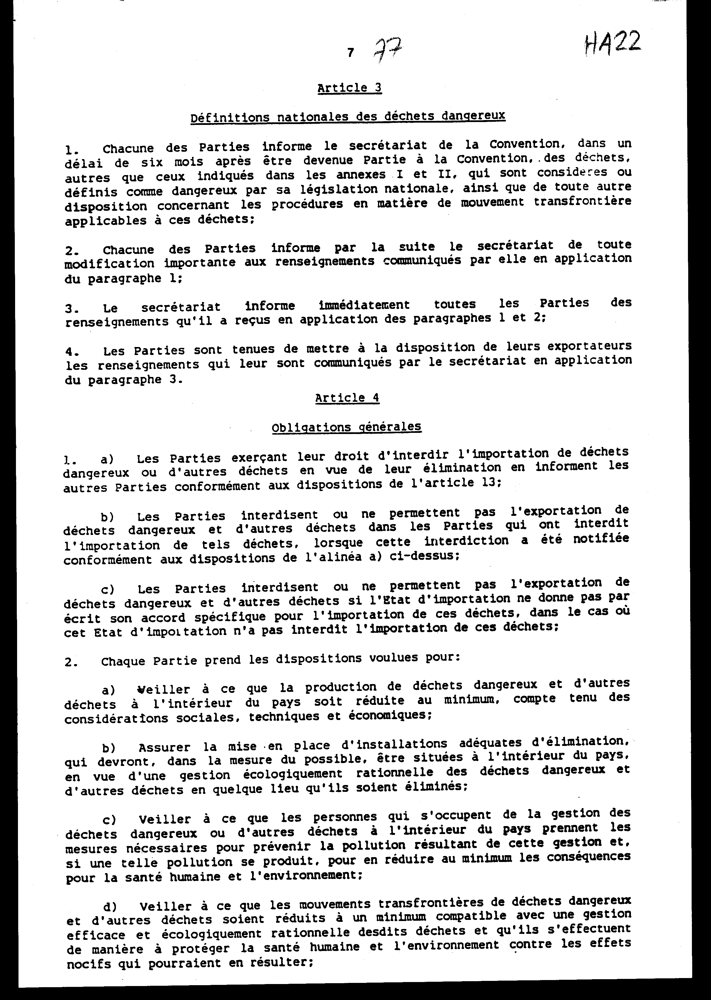 7 77 HA22
Article 3
Définitions nationales des déchets dangereux
1. Chacune des Parties informe le secrétariat de la Convention, dans un
délai de six mois après être devenue Partie à la Convention, des déchets,
autres que ceux indiqués dans les annexes I et II, qui sont consideres ou
définis comme dangereux par sa législation nationale, ainsi que de toute autre
disposition concernant les procédures en matière de mouvement transfrontière
applicables à ces déchets;
2. Chacune des Parties informe par la suite le secrétariat de toute
modification importante aux renseignements communiqués par elle en application
du paragraphe 1;
3. Le secrétariat informe immédiatement toutes les Parties des
renseignements qu'il a reçus en application des paragraphes 1 et 2;
4. Les Parties sont tenues de mettre à la disposition de leurs exportateurs
les renseignements qui leur sont communiqués par le secrétariat en application
du paragraphe 3.
Article 4
Obligations générales
1. a) Les Parties exerçant leur droit d'interdir l'importation de déchets
dangereux ou d'autres déchets en vue de leur élimination en informent les
autres Parties conformément aux dispositions de l'article 13;
b) Les Parties interdisent ou ne permettent pas l'exportation de
déchets dangereux et d'autres déchets dans les Parties qui ont interdit
l'importation de tels déchets, lorsque cette interdiction a été notifiée
conformément aux dispositions de l'alinéa a) ci-dessus;
c) Les Parties interdisent ou ne permettent pas l'exportation de
déchets dangereux et d'autres déchets si l'Etat d'importation ne donne pas par
écrit son accord spécifique pour l'importation de ces déchets, dans le cas où
cet Etat d'importation n'a pas interdit l'importation de ces déchets;
2. Chaque Partie prend les dispositions voulues pour:
a) Veiller à ce que la production de déchets dangereux et d'autres
déchets à l'intérieur du pays soit réduite au minimum, compte tenu des
considérations sociales, techniques et économiques;
b) Assurer la mise en place d'installations adéquates d'élimination,
qui devront, dans la mesure du possible, être situées à l'intérieur du pays,
en vue d'une gestion écologiquement rationnelle des déchets dangereux et
d'autres déchets en quelque lieu qu'ils soient éliminés;
c) Veiller à ce que les personnes qui s'occupent de la gestion des
déchets dangereux ou d'autres déchets à l'intérieur du pays prennent les
mesures nécessaires pour prévenir la pollution résultant de cette gestion et,
si une telle pollution se produit, pour en réduire au minimum les conséquences
pour la santé humaine et l'environnement;
d) Veiller à ce que les mouvements transfrontières de déchets dangereux
et d'autres déchets soient réduits à un minimum compatible avec une gestion
efficace et écologiquement rationnelle desdits déchets et qu'ils s'effectuent
de manière à protéger la santé humaine et l'environnement contre les effets
nocifs qui pourraient en résulter;